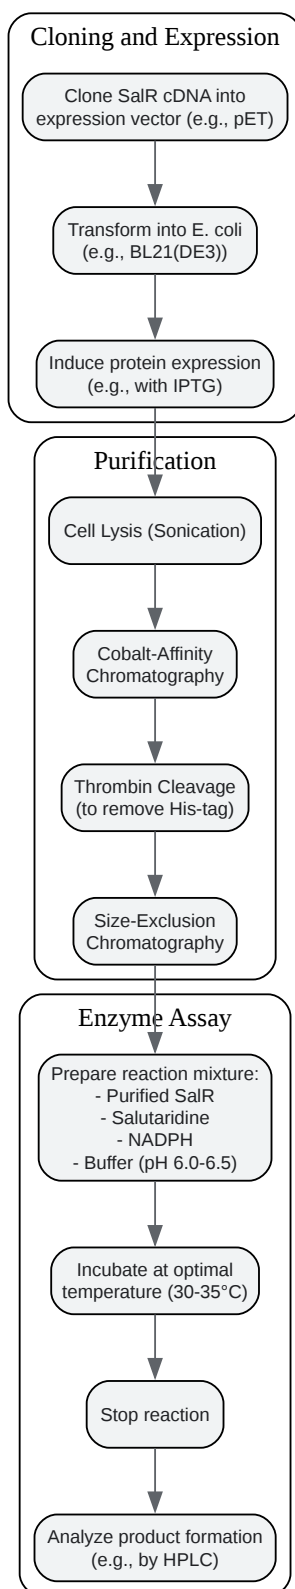 Cloning and Expression
Clone SalR cDNA into
expression vector (e.g., pET)
Transform into E. coli
(e.g., BL21(DE3))
Induce protein expression
(e.g., with IPTG)
Purification
Cell Lysis (Sonication)
Cobalt-Affinity
Chromatography
Thrombin Cleavage
(to remove His-tag)
Size-Exclusion
Chromatography
Enzyme Assay
Prepare reaction mixture:
- Purified SalR
- Salutaridine
- NADPH
- Buffer (pH 6.0-6.5)
Incubate at optimal
temperature (30-35°C)
Stop reaction
Analyze product formation
(e.g., by HPLC)